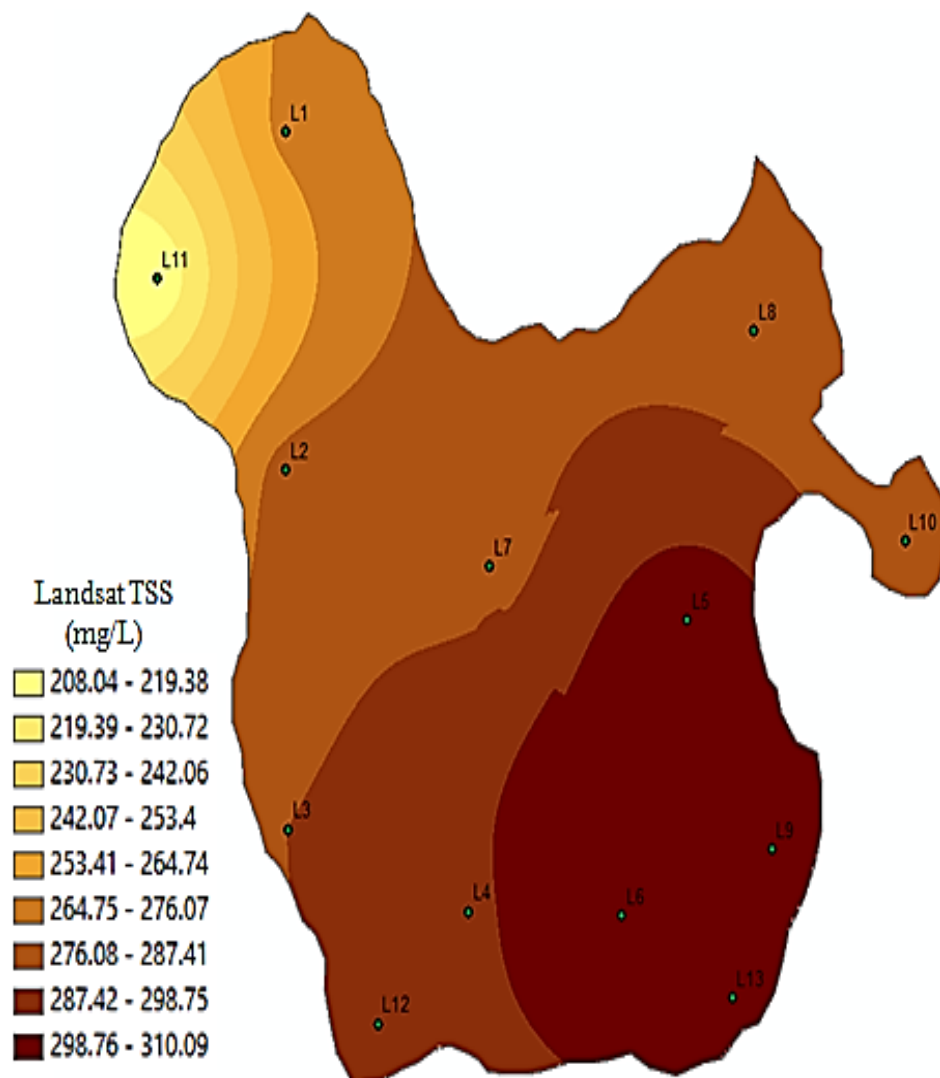 L1
L11
L8
L2
L10
L7
L5
L3
L9
L4
L6
L13
L12
Landsat TSS
(mg/L)
208.04 - 219.38
219.39 - 230.72
230.73 - 242.06
242.07 - 253.4
253.41 - 264.74
264.75 - 276.07
276.08 - 287.41
287.42 - 298.75
298.76 - 310.09